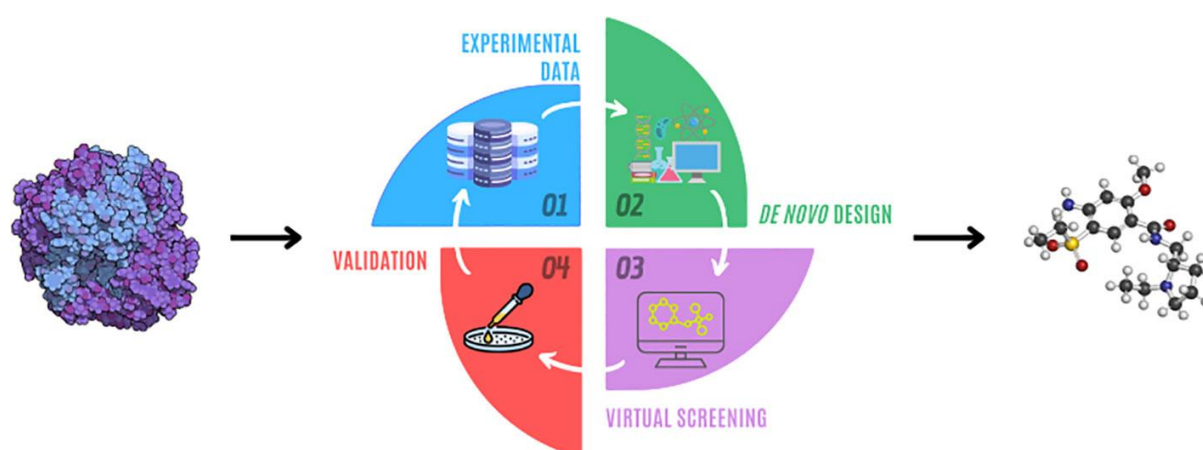 EXPERIMENTAL
DATA
01
02
DE NOVO DESIGN
VALIDATION
04
03
VIRTUAL SCREENING